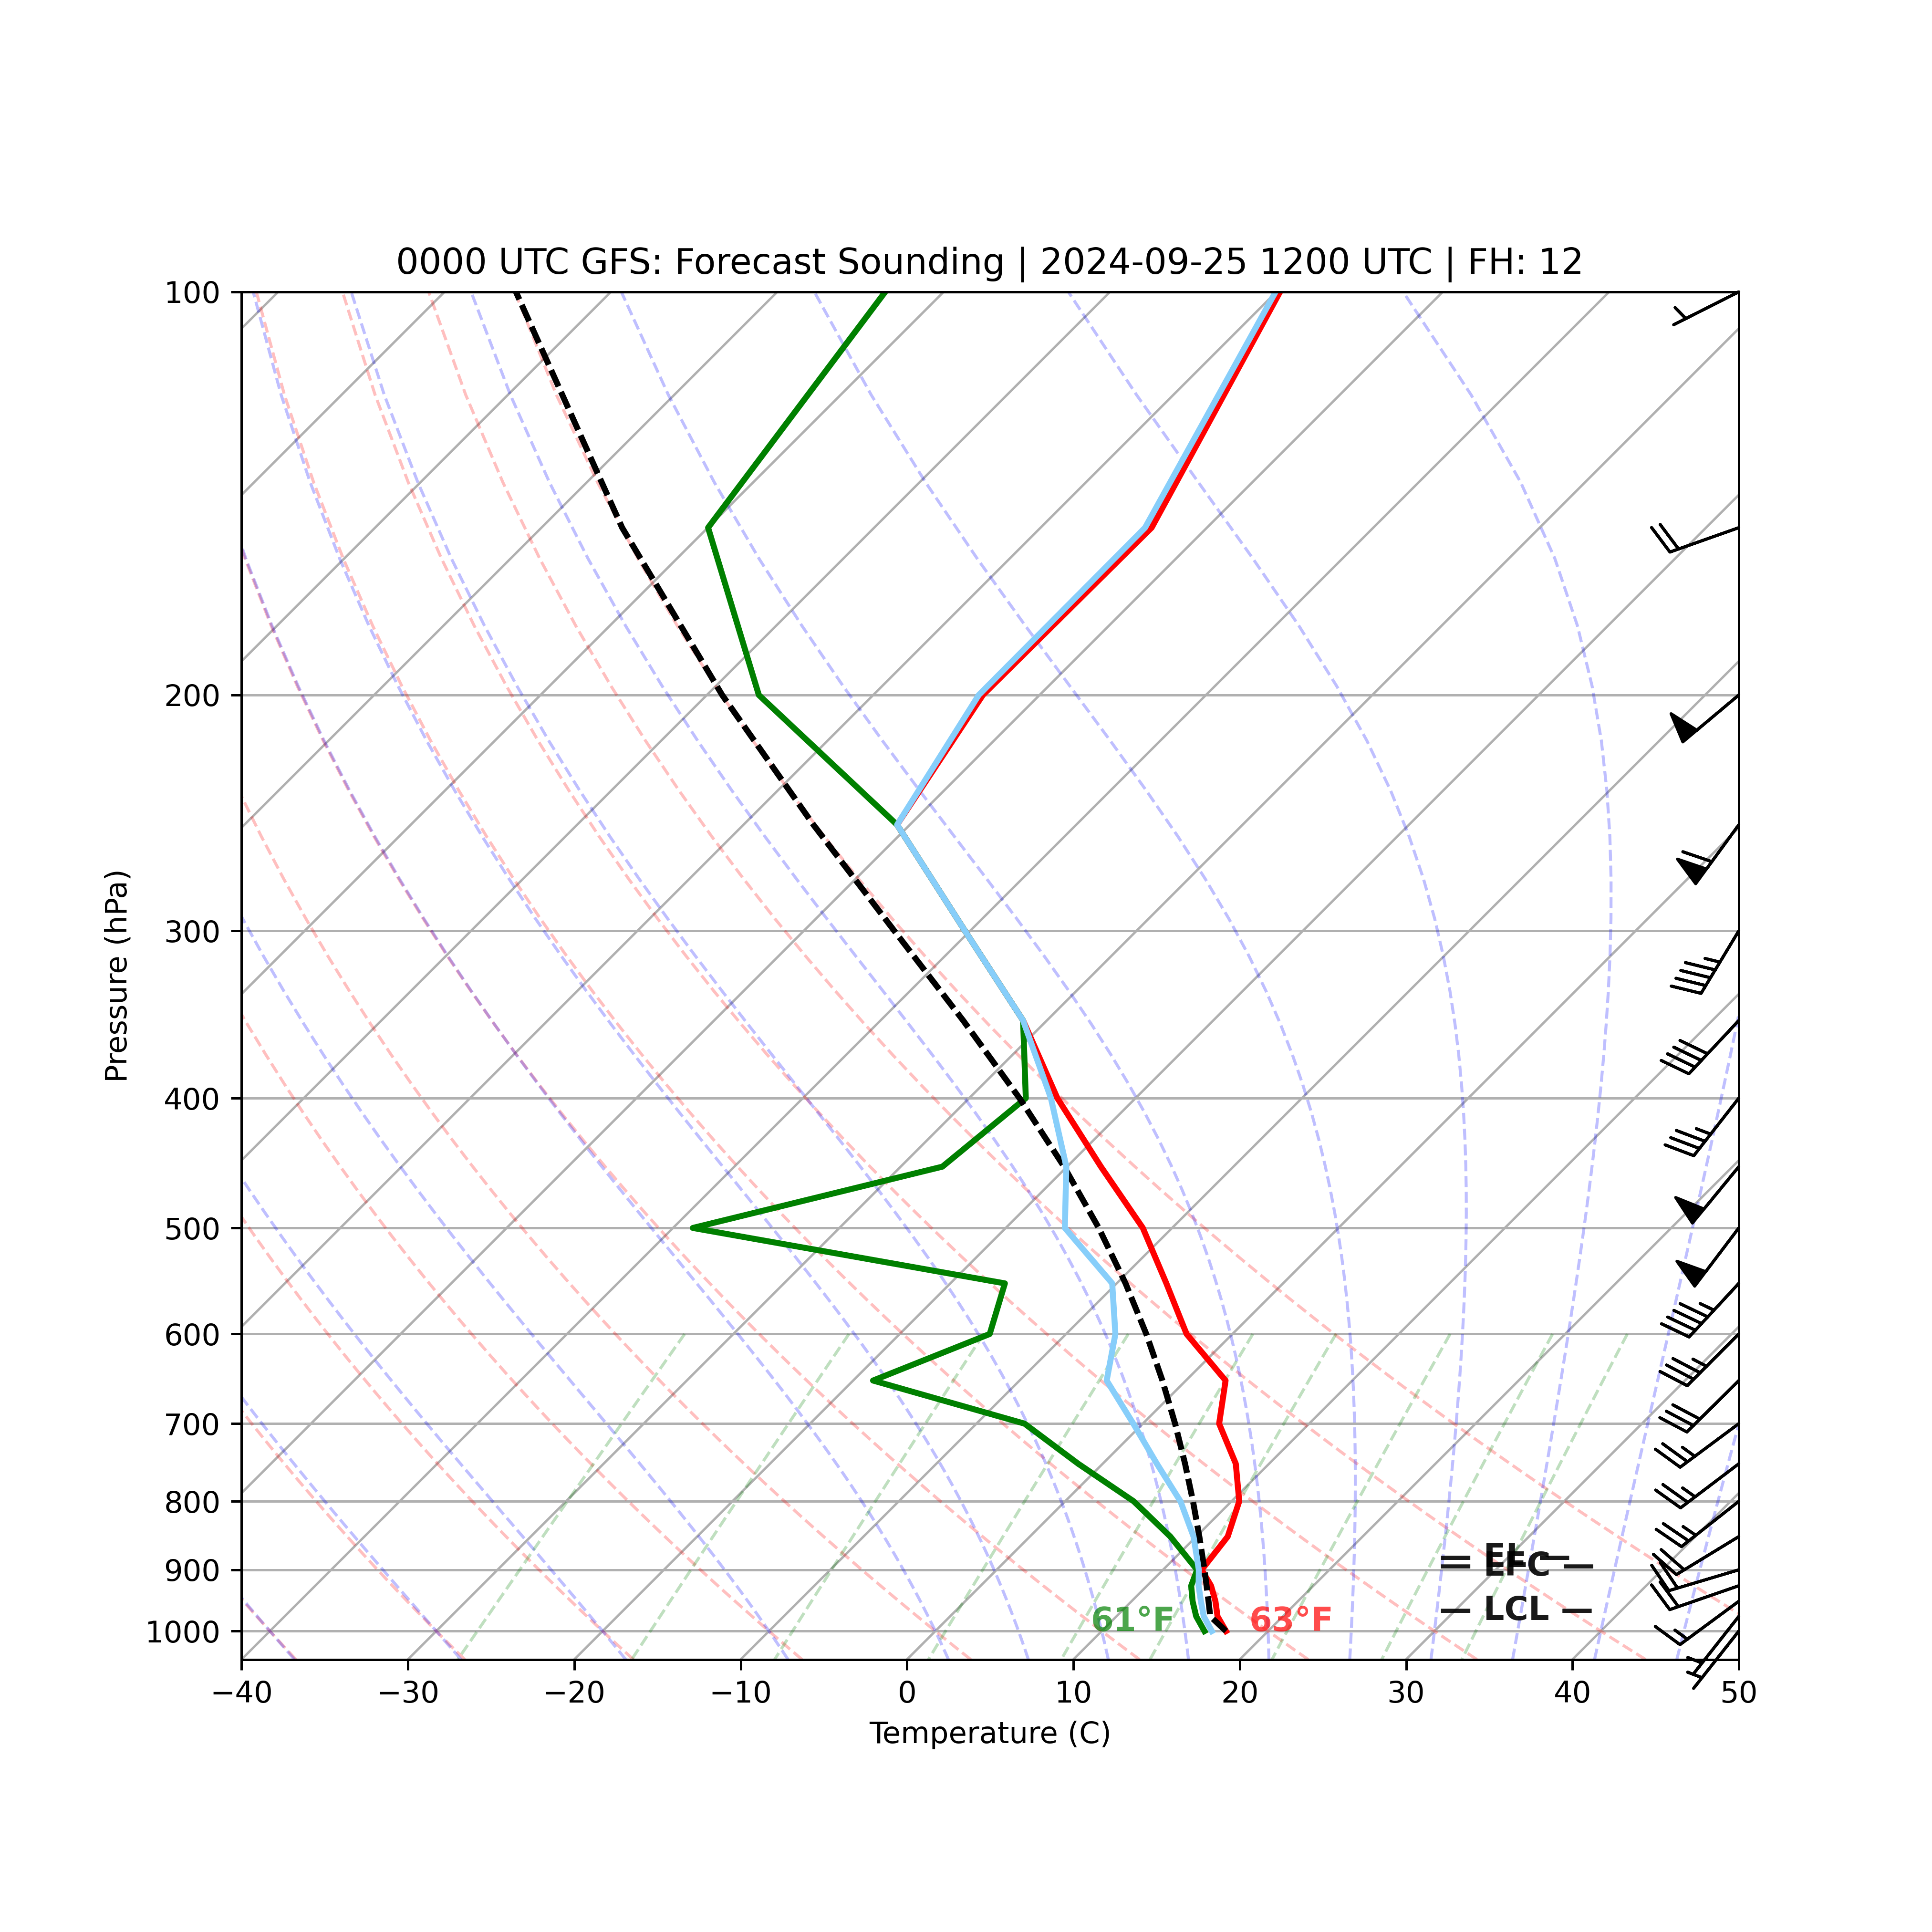 0000 UTC GFS: Forecast Sounding | 2024-09-25 1200 UTC | FH: 12
100
200
300
400
500
600
700
800
900
1000
Pressure (hPa)
— EL —
— LFC —
— LCL —
61°F
63°F
−40 −30 −20 −10 0 10 20 30 40 50
Temperature (C)